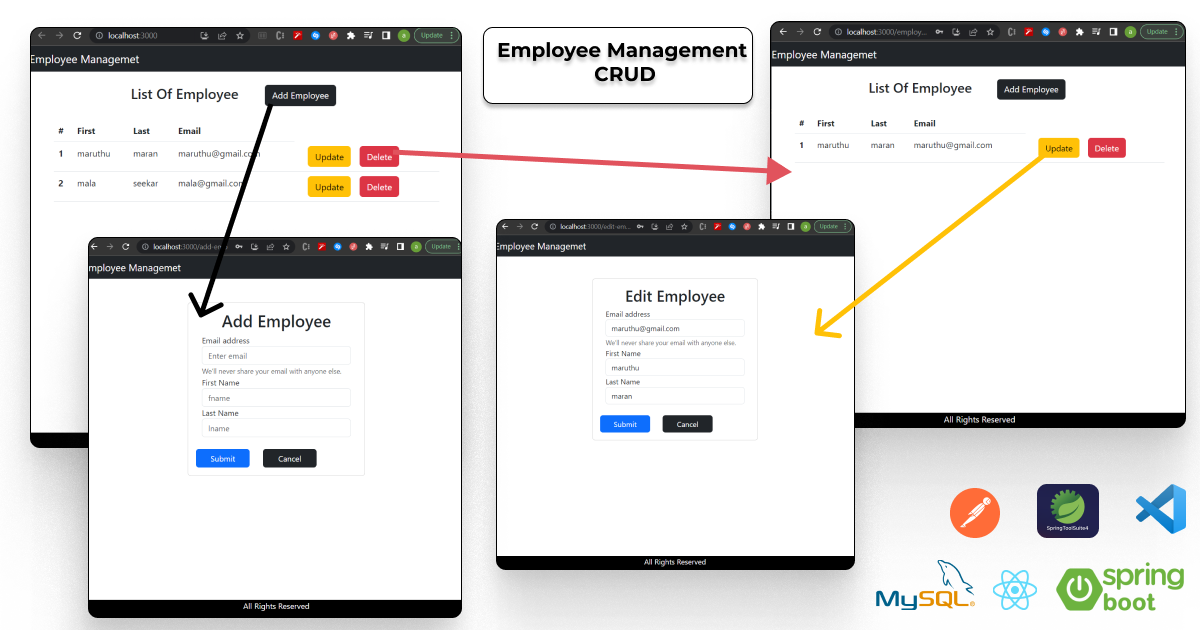 localhost:3000
Update
Employee Managemet
List Of Employee
Add Employee
# First Last Email
1 maruthu maran maruthu@gmail.com
Update
Delete
2 mala seekar mala@gmail.com
Update
Delete
Employee Management
CRUD
localhost:3000/employ...
Update
Employee Managemet
List Of Employee
Add Employee
# First Last Email
1 maruthu maran maruthu@gmail.com
Update
Delete
All Rights Reserved
localhost:3000/add-em
Update
mployee Managemet
Add Employee
Email address
Enter email
We'll never share your email with anyone else.
First Name
fname
Last Name
lname
Submit
Cancel
All Rights Reserved
localhost:3000/edit-em...
Update
Employee Managemet
Edit Employee
Email address
maruthu@gmail.com
We'll never share your email with anyone else.
First Name
maruthu
Last Name
maran
Submit
Cancel
All Rights Reserved
SpringToolSuite4
MySQL
spring
boot